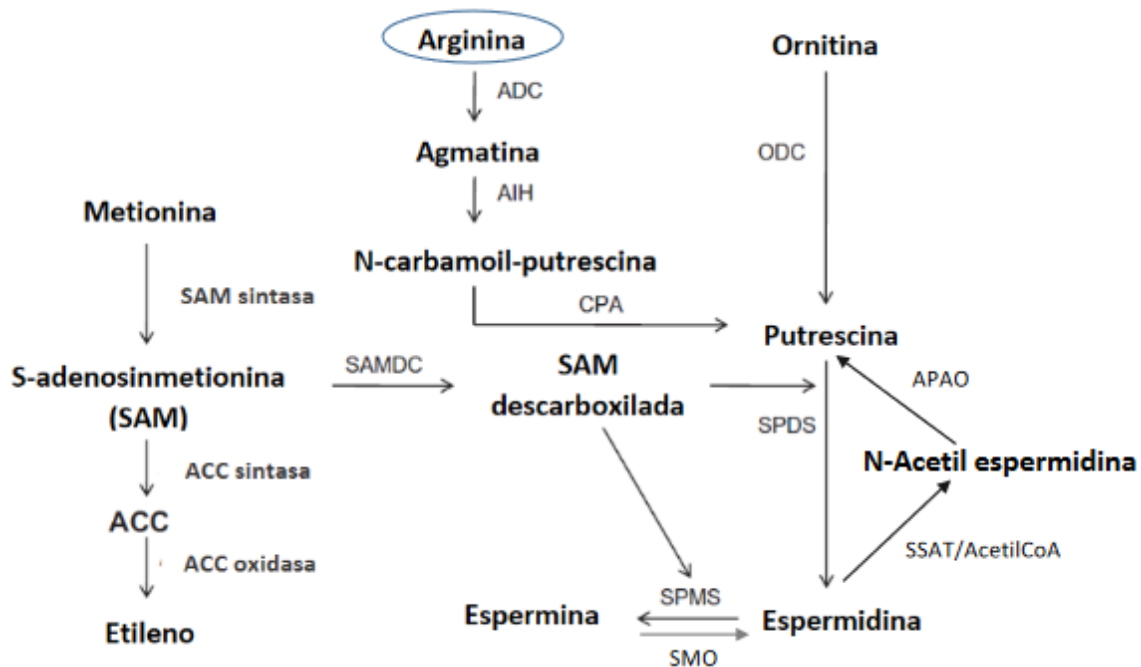 Arginina
Ornitina
ADC
Agmatina
ODC
AIH
Metionina
N-carbamoil-putrescina
SAM sintasa
CPA
Putrescina
S-adenosinmetionina
(SAM)
SAMDC
SAM
descarboxilada
APAO
SPDS
N-Acetil espermidina
ACC sintasa
ACC
SSAT/AcetilCoA
ACC oxidasa
Etileno
Espermina
SPMS
Espermidina
SMO